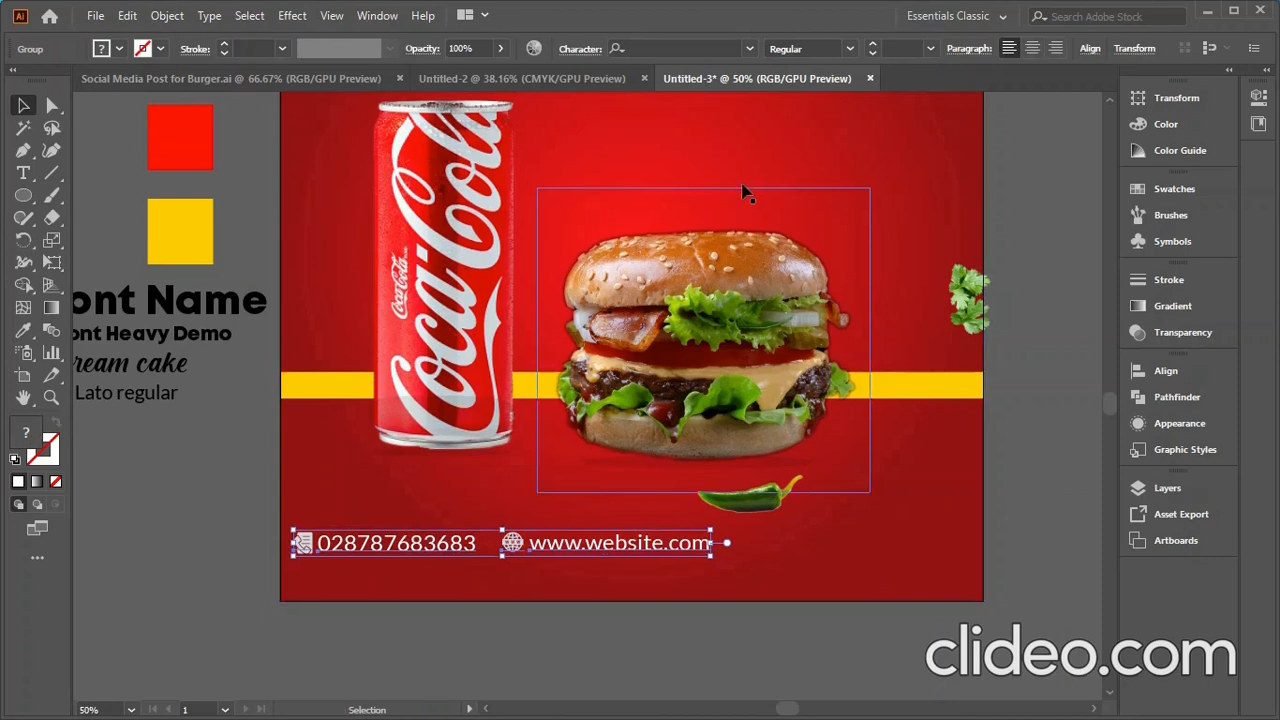 Ai File Edit Object Type Select Effect View Window Help Essentials Classic Search Adobe Stock
Group ? Stroke: Opacity: 100% Character: Regular Paragraph: Align Transform
Social Media Post for Burger.ai @ 66.67% (RGB/GPU Preview) Untitled-2 @ 38.16% (CMYK/GPU Preview) Untitled-3* @ 50% (RGB/GPU Preview)
Transform
Color
Color Guide
Swatches
Brushes
Symbols
Stroke
Gradient
Transparency
Align
Pathfinder
Appearance
Graphic Styles
Layers
Asset Export
Artboards
ont Name
ont Heavy Demo
ream cake
Lato regular
?
Coca-Cola
Coca-Cola
028787683683 www.website.com
clideo.com
50% 1 Selection